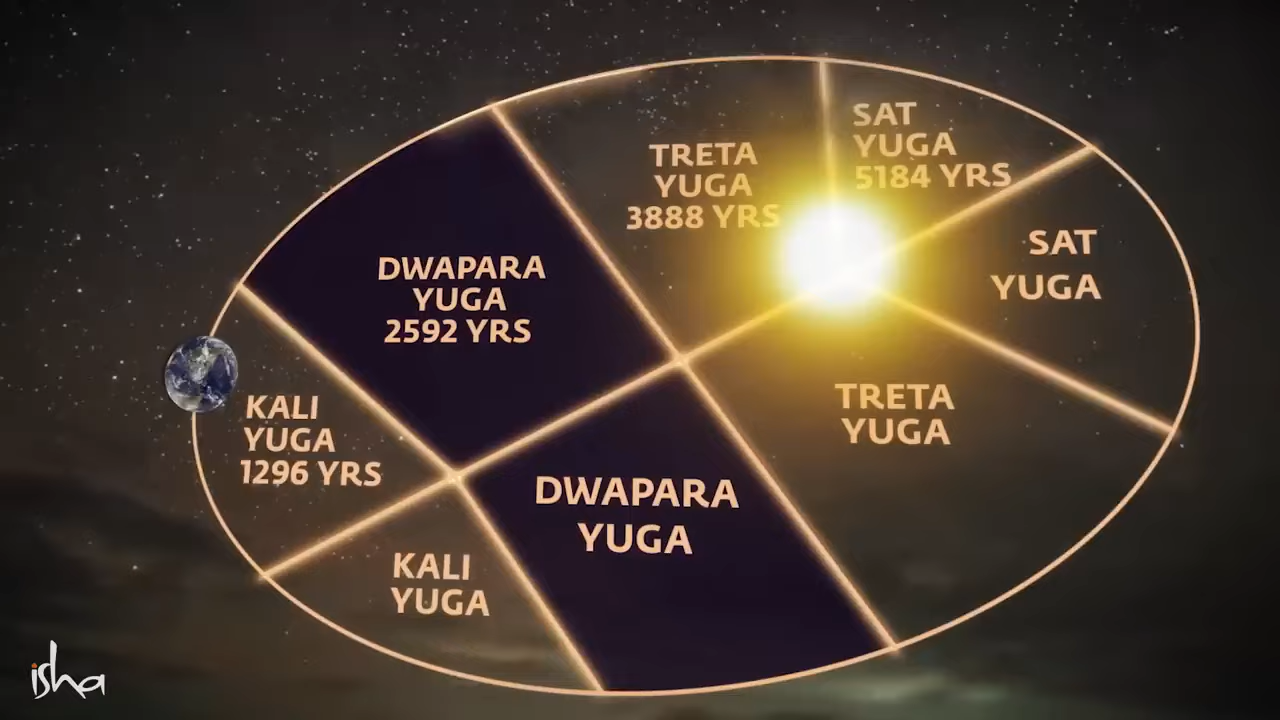 SAT
YUGA
5184 YRS
TRETA
YUGA
3888 YRS
SAT
YUGA
DWAPARA
YUGA
2592 YRS
TRETA
YUGA
KALI
YUGA
1296 YRS
DWAPARA
YUGA
KALI
YUGA
isha